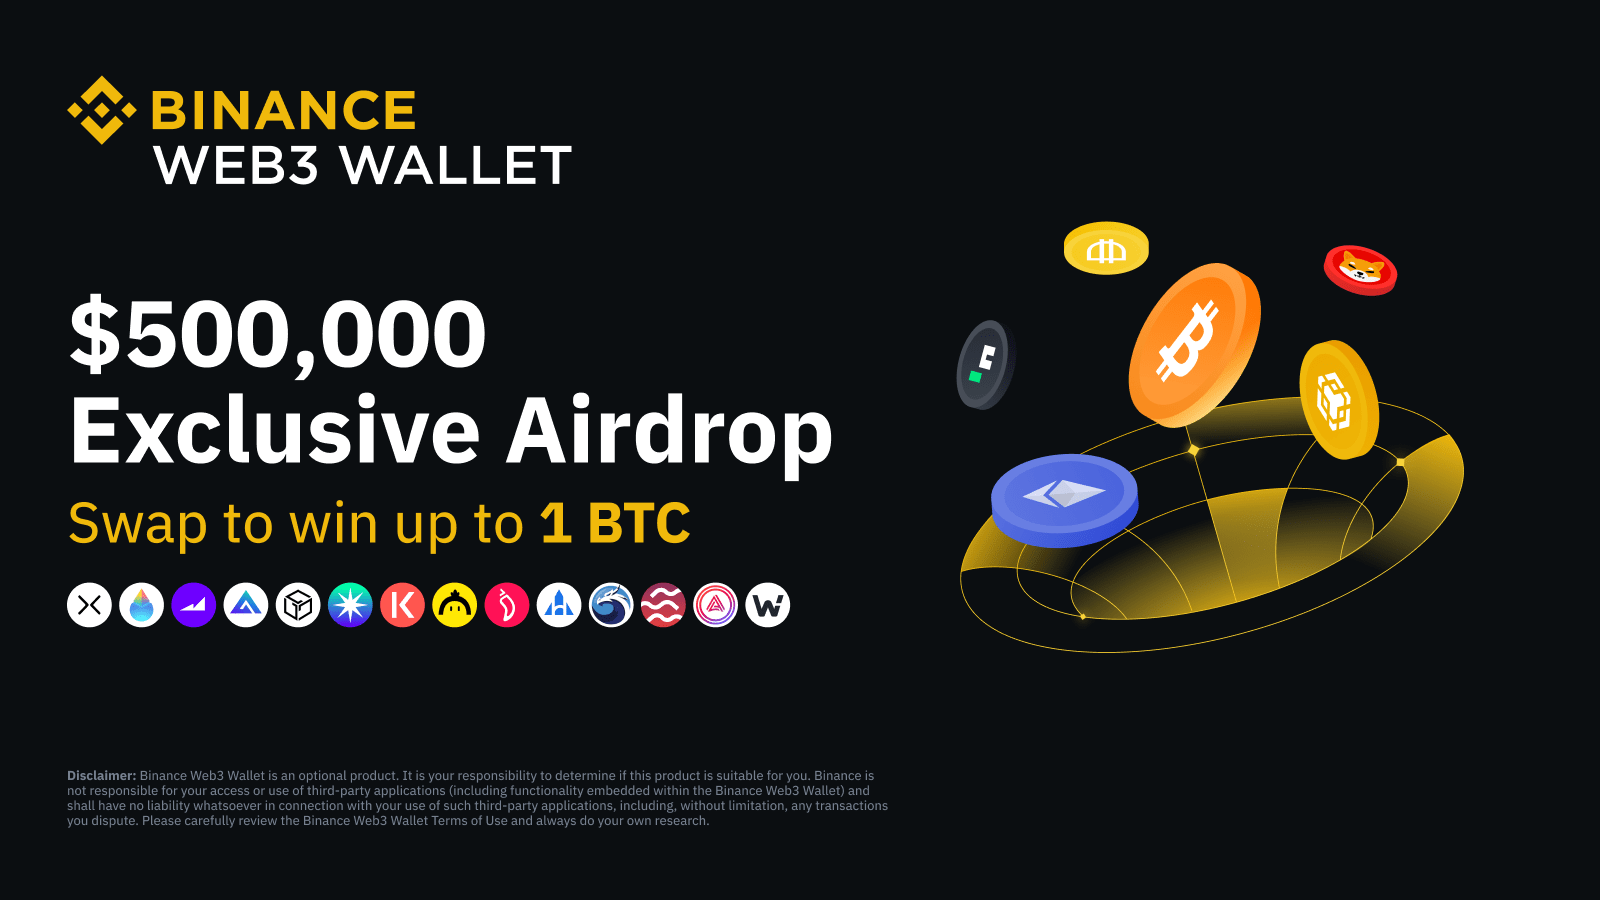 BINANCE
WEB3 WALLET
$500,000
Exclusive Airdrop
Swap to win up to 1 BTC
Disclaimer: Binance Web3 Wallet is an optional product. It is your responsibility to determine if this product is suitable for you. Binance is
not responsible for your access or use of third-party applications (including functionality embedded within the Binance Web3 Wallet) and
shall have no liability whatsoever in connection with your use of such third-party applications, including, without limitation, any transactions
you dispute. Please carefully review the Binance Web3 Wallet Terms of Use and always do your own research.